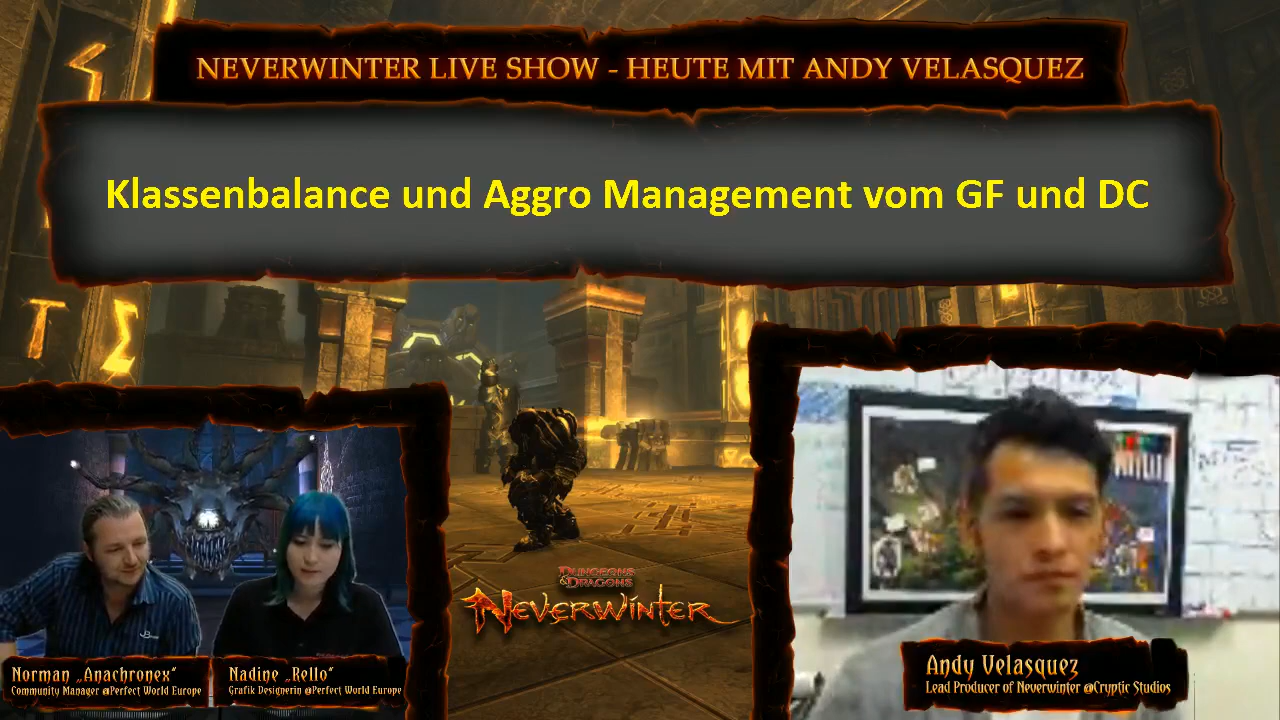 NEVERWINTER LIVE SHOW - HEUTE MIT ANDY VELASQUEZ
Klassenbalance und Aggro Management vom GF und DC
DUNGEONS
& DRAGONS
NEVERWINTER
Norman „Anachronex“
Community Manager @Perfect World Europe
Nadine „Rello“
Grafik Designerin @Perfect World Europe
Andy Velasquez
Lead Producer of Neverwinter @Cryptic Studios